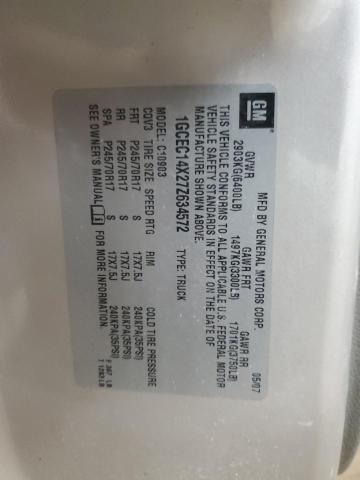 GM
MFD BY GENERAL MOTORS CORP. 05/07
GVWR GAWR FRT GAWR RR
2903KG(6400LB) 1497KG(3300LB) 1701KG(3750LB)
THIS VEHICLE CONFORMS TO ALL APPLICABLE U.S. FEDERAL MOTOR
VEHICLE SAFETY STANDARDS IN EFFECT ON THE DATE OF
MANUFACTURE SHOWN ABOVE.
1GCEC14X27Z634572 TYPE: TRUCK
MODEL: C10903
CQV3 TIRE SIZE SPEED RTG RIM COLD TIRE PRESSURE
FRT P245/70R17 S 17X7.5J 240KPA(35PSI)
RR P245/70R17 S 17X7.5J 240KPA(35PSI)
SPA P245/70R17 S 17X7.5J 240KPA(35PSI)
SEE OWNER'S MANUAL FOR MORE INFORMATION.